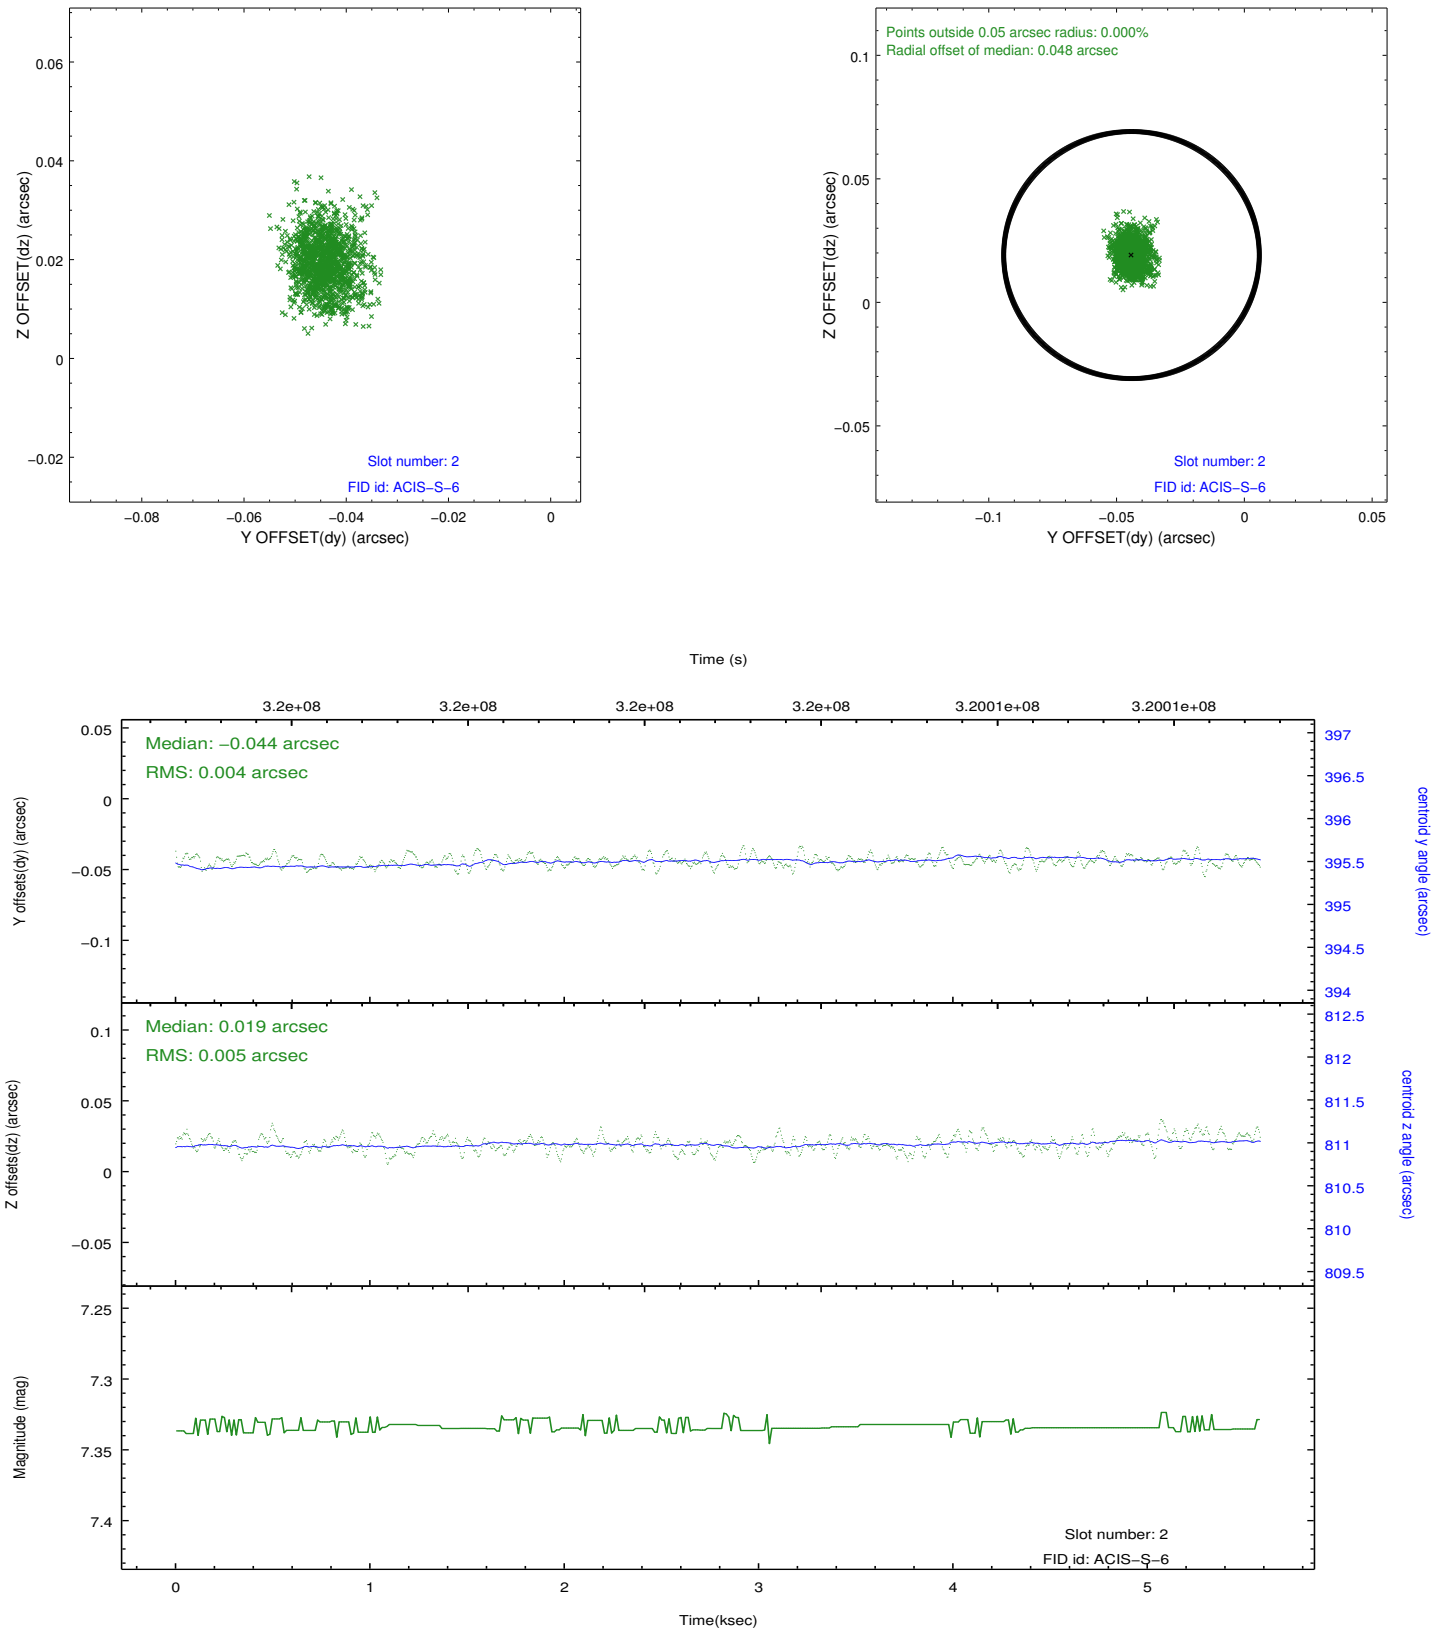 0.06
0.04
0.02
0
−0.02
−0.08
−0.06
−0.04
−0.02
0
Z OFFSET(dz) (arcsec)
Y OFFSET(dy) (arcsec)
Slot number: 2
FID id: ACIS−S−6
Points outside 0.05 arcsec radius: 0.000%
Radial offset of median: 0.048 arcsec
0.1
0.05
0
−0.05
−0.1
−0.05
0
0.05
Z OFFSET(dz) (arcsec)
Y OFFSET(dy) (arcsec)
Slot number: 2
FID id: ACIS−S−6
Time (s)
3.2e+08 3.2e+08 3.2e+08 3.2e+08 3.2001e+08 3.2001e+08
Median: −0.044 arcsec
RMS: 0.004 arcsec
0.05
0
−0.05
−0.1
Y offsets(dy) (arcsec)
397
396.5
396
395.5
395
394.5
394
centroid y angle (arcsec)
Median: 0.019 arcsec
RMS: 0.005 arcsec
0.1
0.05
0
−0.05
Z offsets(dz) (arcsec)
812.5
812
811.5
811
810.5
810
809.5
centroid z angle (arcsec)
7.25
7.3
7.35
7.4
Magnitude (mag)
Slot number: 2
FID id: ACIS−S−6
0 1 2 3 4 5
Time(ksec)